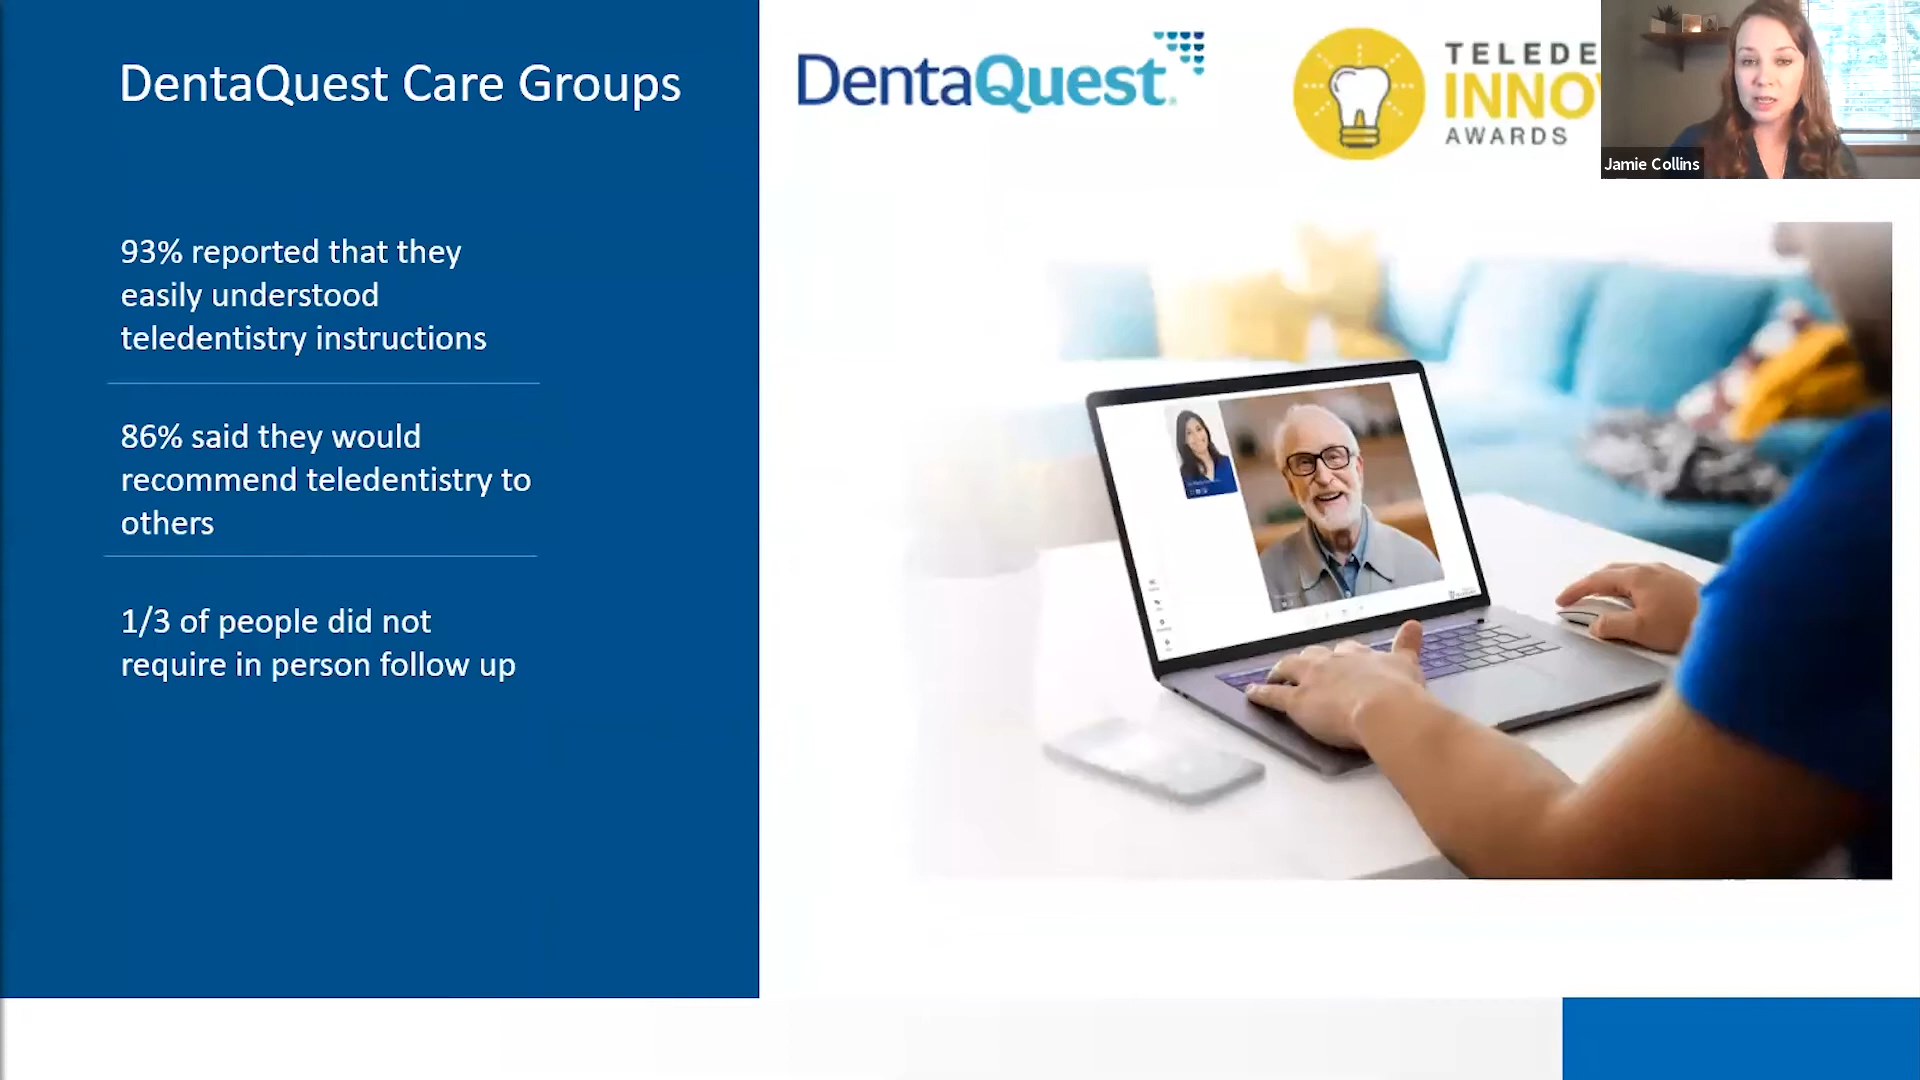 DentaQuest Care Groups
93% reported that they
easily understood
teledentistry instructions
86% said they would
recommend teledentistry to
others
1/3 of people did not
require in person follow up
DentaQuest
TELEDE
INNO
AWARDS
Jamie Collins